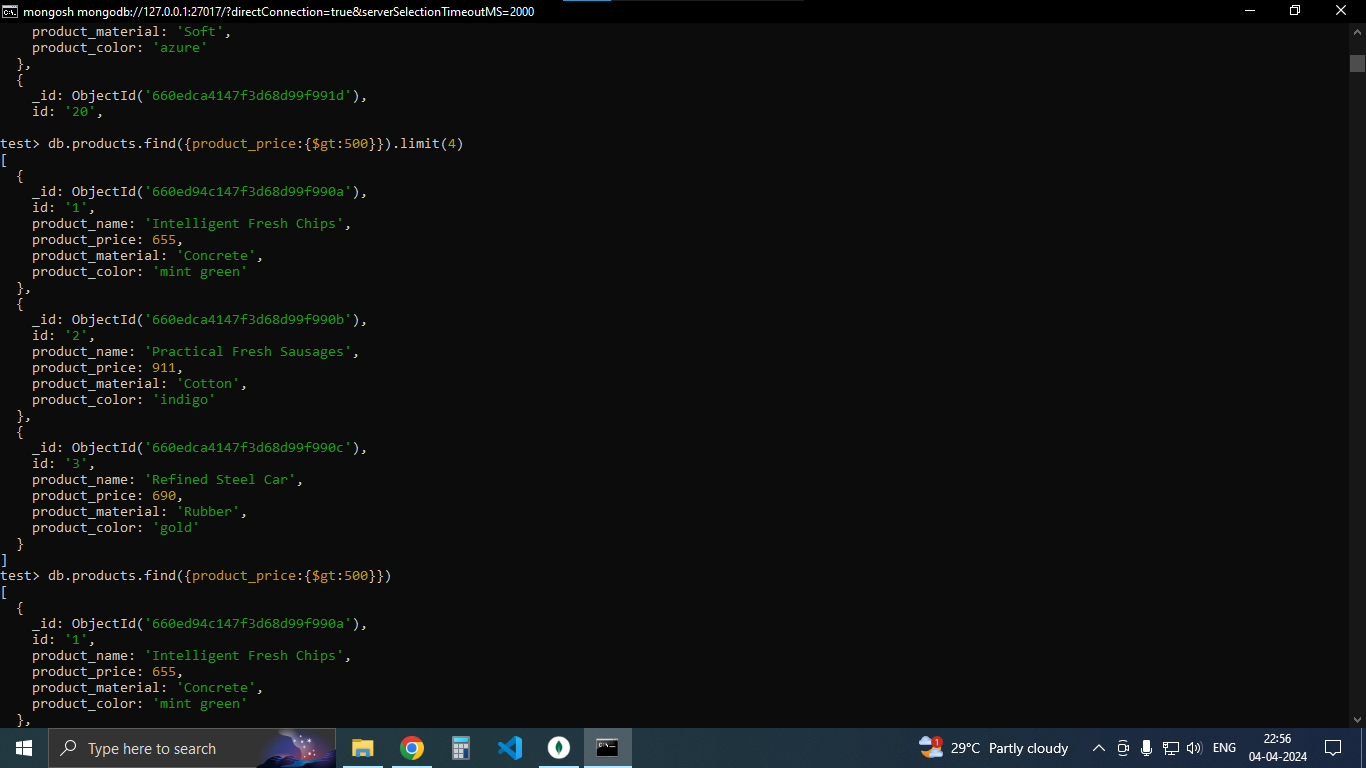 mongosh mongodb://127.0.0.1:27017/?directConnection=true&serverSelectionTimeoutMS=2000
product_material: 'Soft',
product_color: 'azure'
},
{
_id: ObjectId('660edca4147f3d68d99f991d'),
id: '20',
test> db.products.find({product_price:{$gt:500}}).limit(4)
[
{
_id: ObjectId('660ed94c147f3d68d99f990a'),
id: '1',
product_name: 'Intelligent Fresh Chips',
product_price: 655,
product_material: 'Concrete',
product_color: 'mint green'
},
{
_id: ObjectId('660edca4147f3d68d99f990b'),
id: '2',
product_name: 'Practical Fresh Sausages',
product_price: 911,
product_material: 'Cotton',
product_color: 'indigo'
},
{
_id: ObjectId('660edca4147f3d68d99f990c'),
id: '3',
product_name: 'Refined Steel Car',
product_price: 690,
product_material: 'Rubber',
product_color: 'gold'
}
]
test> db.products.find({product_price:{$gt:500}})
[
{
_id: ObjectId('660ed94c147f3d68d99f990a'),
id: '1',
product_name: 'Intelligent Fresh Chips',
product_price: 655,
product_material: 'Concrete',
product_color: 'mint green'
},
Type here to search
1
29°C Partly cloudy
ENG
22:56
04-04-2024